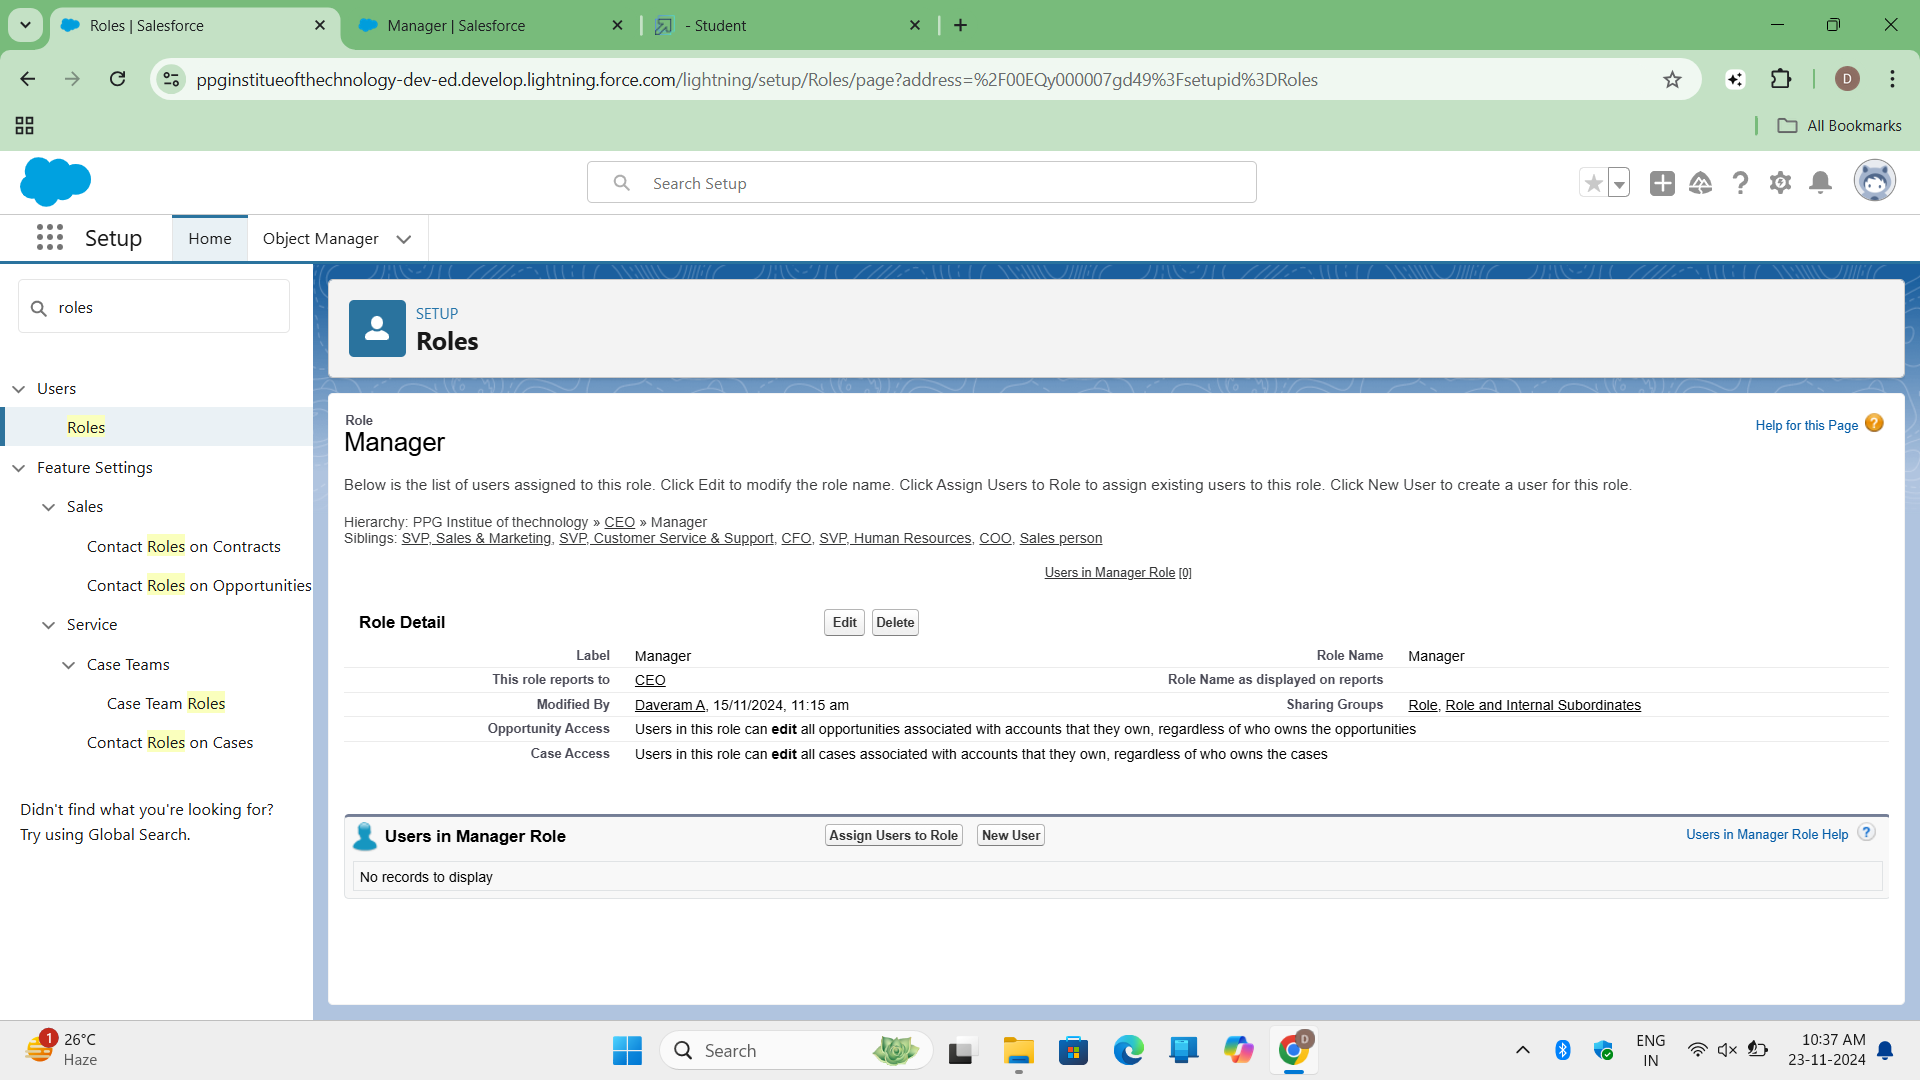 Roles | Salesforce
Manager | Salesforce
- Student
ppginstitueofthechnology-dev-ed.develop.lightning.force.com/lightning/setup/Roles/page?address=%2F00EQy000007gd49%3Fsetupid%3DRoles
D
All Bookmarks
Search Setup
Setup
Home
Object Manager
roles
Users
Roles
Feature Settings
Sales
Contact Roles on Contracts
Contact Roles on Opportunities
Service
Case Teams
Case Team Roles
Contact Roles on Cases
Didn't find what you're looking for?
Try using Global Search.
SETUP
Roles
Role
Manager
Help for this Page ?
Below is the list of users assigned to this role. Click Edit to modify the role name. Click Assign Users to Role to assign existing users to this role. Click New User to create a user for this role.
Hierarchy: PPG Institue of thechnology » CEO » Manager
Siblings: SVP, Sales & Marketing, SVP, Customer Service & Support, CFO, SVP, Human Resources, COO, Sales person
Users in Manager Role [0]
Role Detail
Edit Delete
Label Manager Role Name Manager
This role reports to CEO Role Name as displayed on reports
Modified By Daveram A, 15/11/2024, 11:15 am Sharing Groups Role, Role and Internal Subordinates
Opportunity Access Users in this role can edit all opportunities associated with accounts that they own, regardless of who owns the opportunities
Case Access Users in this role can edit all cases associated with accounts that they own, regardless of who owns the cases
Users in Manager Role
Assign Users to Role New User
Users in Manager Role Help ?
No records to display
1
26°C
Haze
Search
D
ENG
IN
10:37 AM
23-11-2024